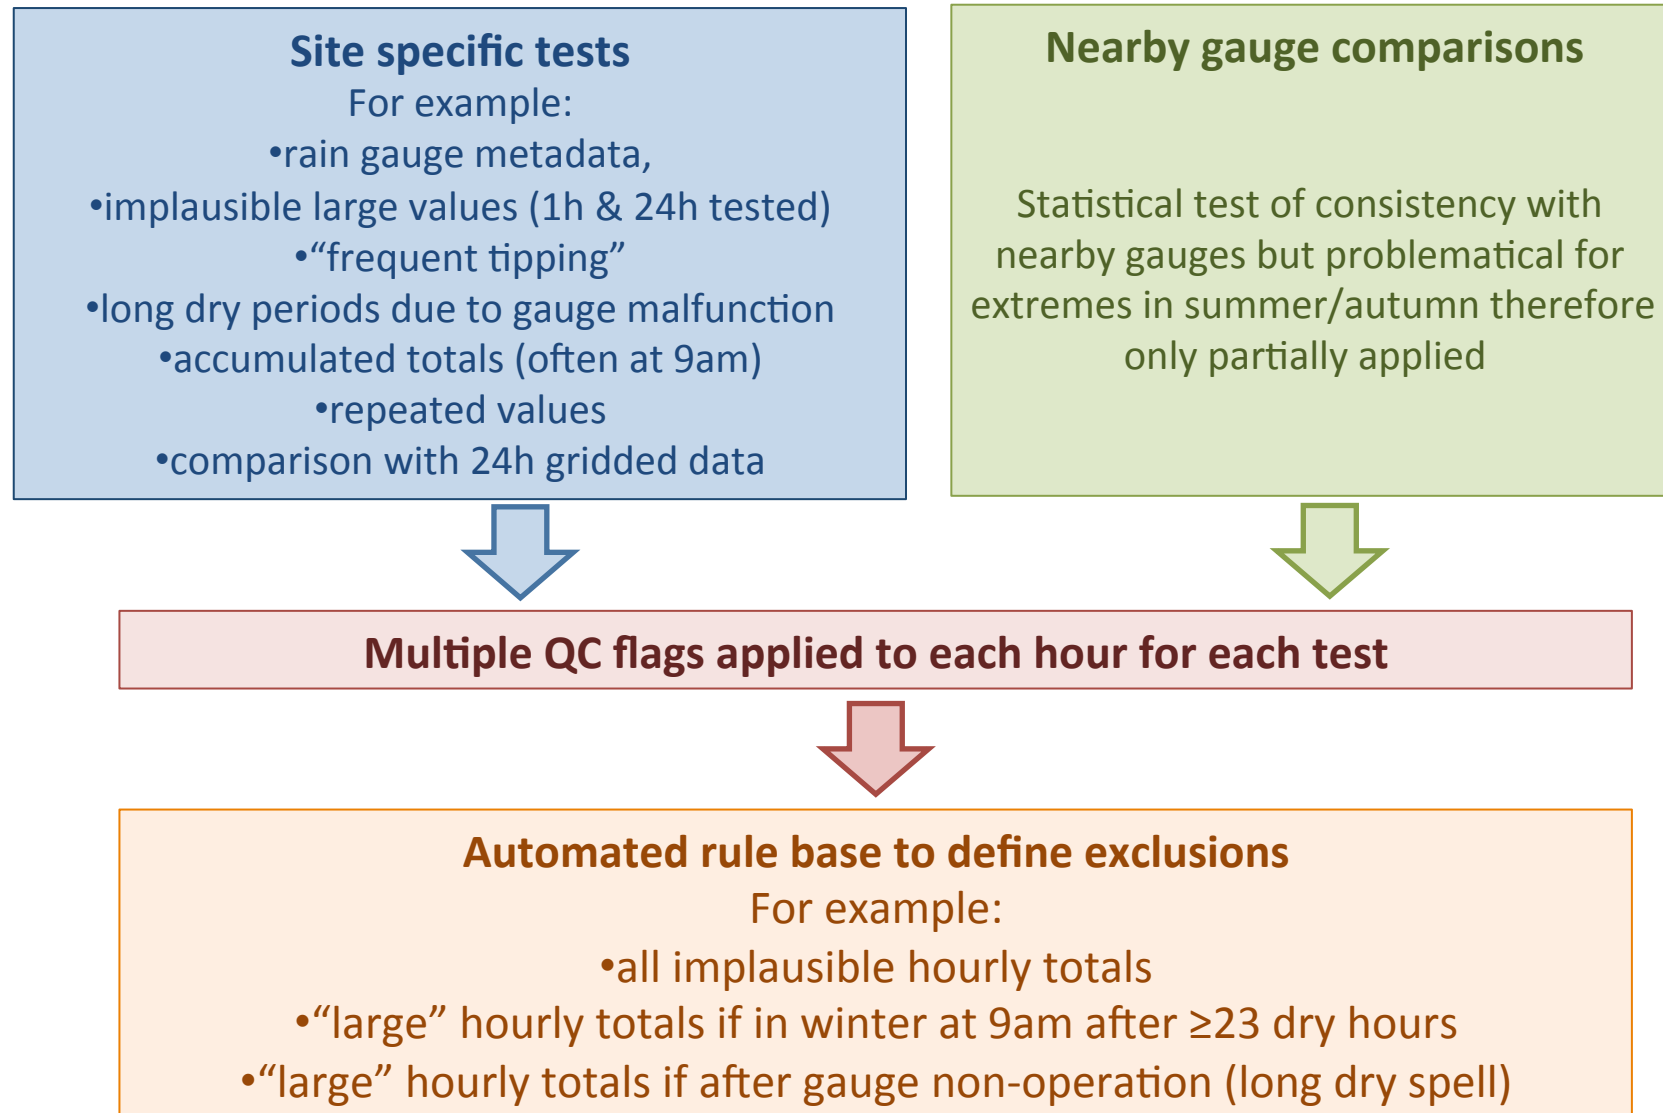 Site specific tests
For example:
•rain gauge metadata,
•implausible large values (1h & 24h tested)
•“frequent tipping”
•long dry periods due to gauge malfunction
•accumulated totals (often at 9am)
•repeated values
•comparison with 24h gridded data
Nearby gauge comparisons
Statistical test of consistency with
nearby gauges but problematical for
extremes in summer/autumn therefore
only partially applied
Multiple QC flags applied to each hour for each test
Automated rule base to define exclusions
For example:
•all implausible hourly totals
•“large” hourly totals if in winter at 9am after ≥23 dry hours
•“large” hourly totals if after gauge non-operation (long dry spell)